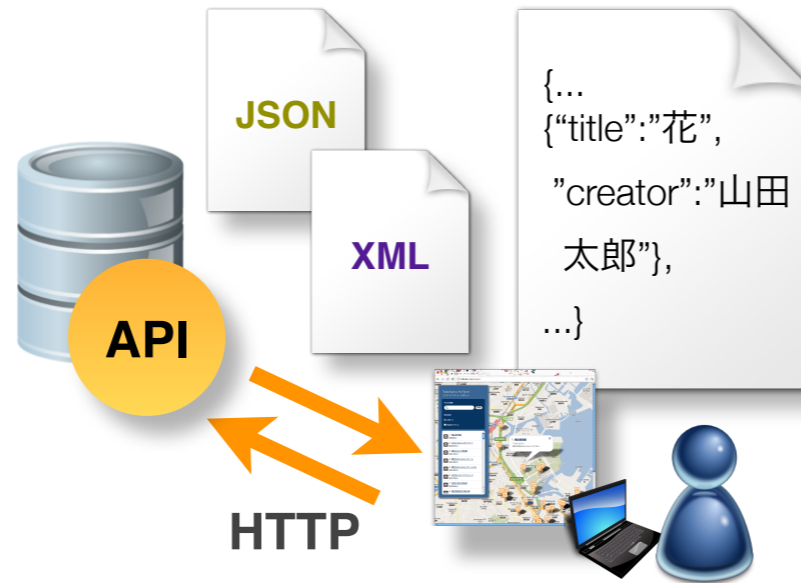 JSON
XML
API
HTTP
{...
{“title”:”花”,
”creator”:”山田
太郎”},
...}